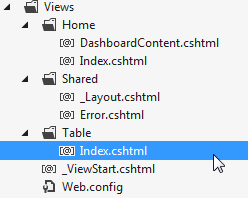 Views
Home
DashboardContent.cshtml
Index.cshtml
Shared
_Layout.cshtml
Error.cshtml
Table
Index.cshtml
_ViewStart.cshtml
Web.config